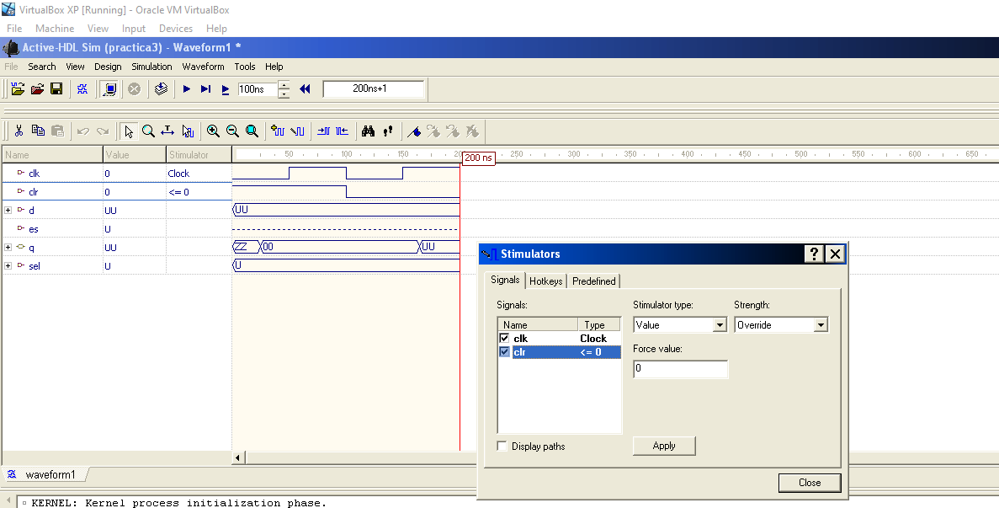 VirtualBox XP [Running] - Oracle VM VirtualBox
File Machine View Input Devices Help
Active-HDL Sim (practica3) - Waveform1 *
File Search View Design Simulation Waveform Tools Help
100ns 200ns+1
Name Value Stimulator 50 100 150 200 250 300 350 400 450 500 550 600 650
200 ns
clk 0 Clock
clr 0 <= 0
d UU UU
es U
q UU ZZ 00 UU
sel U U
Stimulators
Signals Hotkeys Predefined
Signals: Stimulator type: Strength:
Name Type Value Override
clk Clock
clr <= 0 Force value:
0
Display paths Apply
Close
waveform1
KERNEL: Kernel process initialization phase.